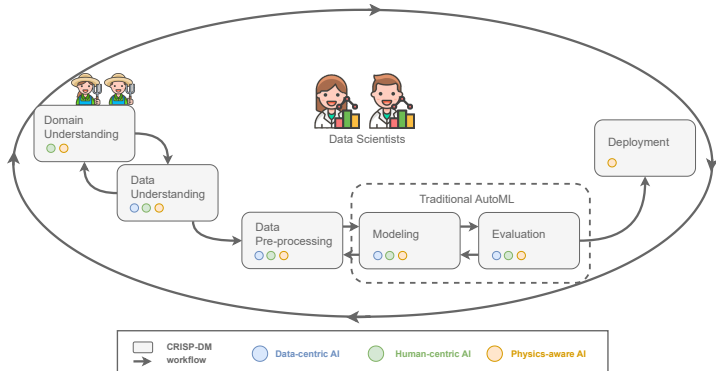 Domain
Understanding
Data Scientists
Deployment
Data
Understanding
Traditional AutoML
Data
Pre-processing
Modeling
Evaluation
CRISP-DM
workflow
Data-centric AI
Human-centric AI
Physics-aware AI